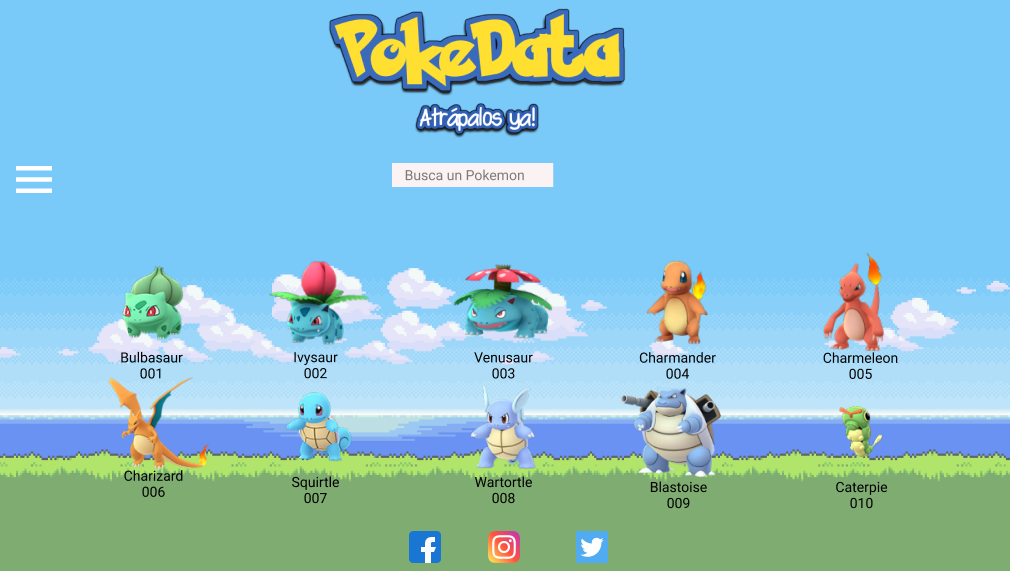 PokeData
Atrápalos ya!
Busca un Pokemon
Bulbasaur
001
Ivysaur
002
Venusaur
003
Charmander
004
Charmeleon
005
Charizard
006
Squirtle
007
Wartortle
008
Blastoise
009
Caterpie
010